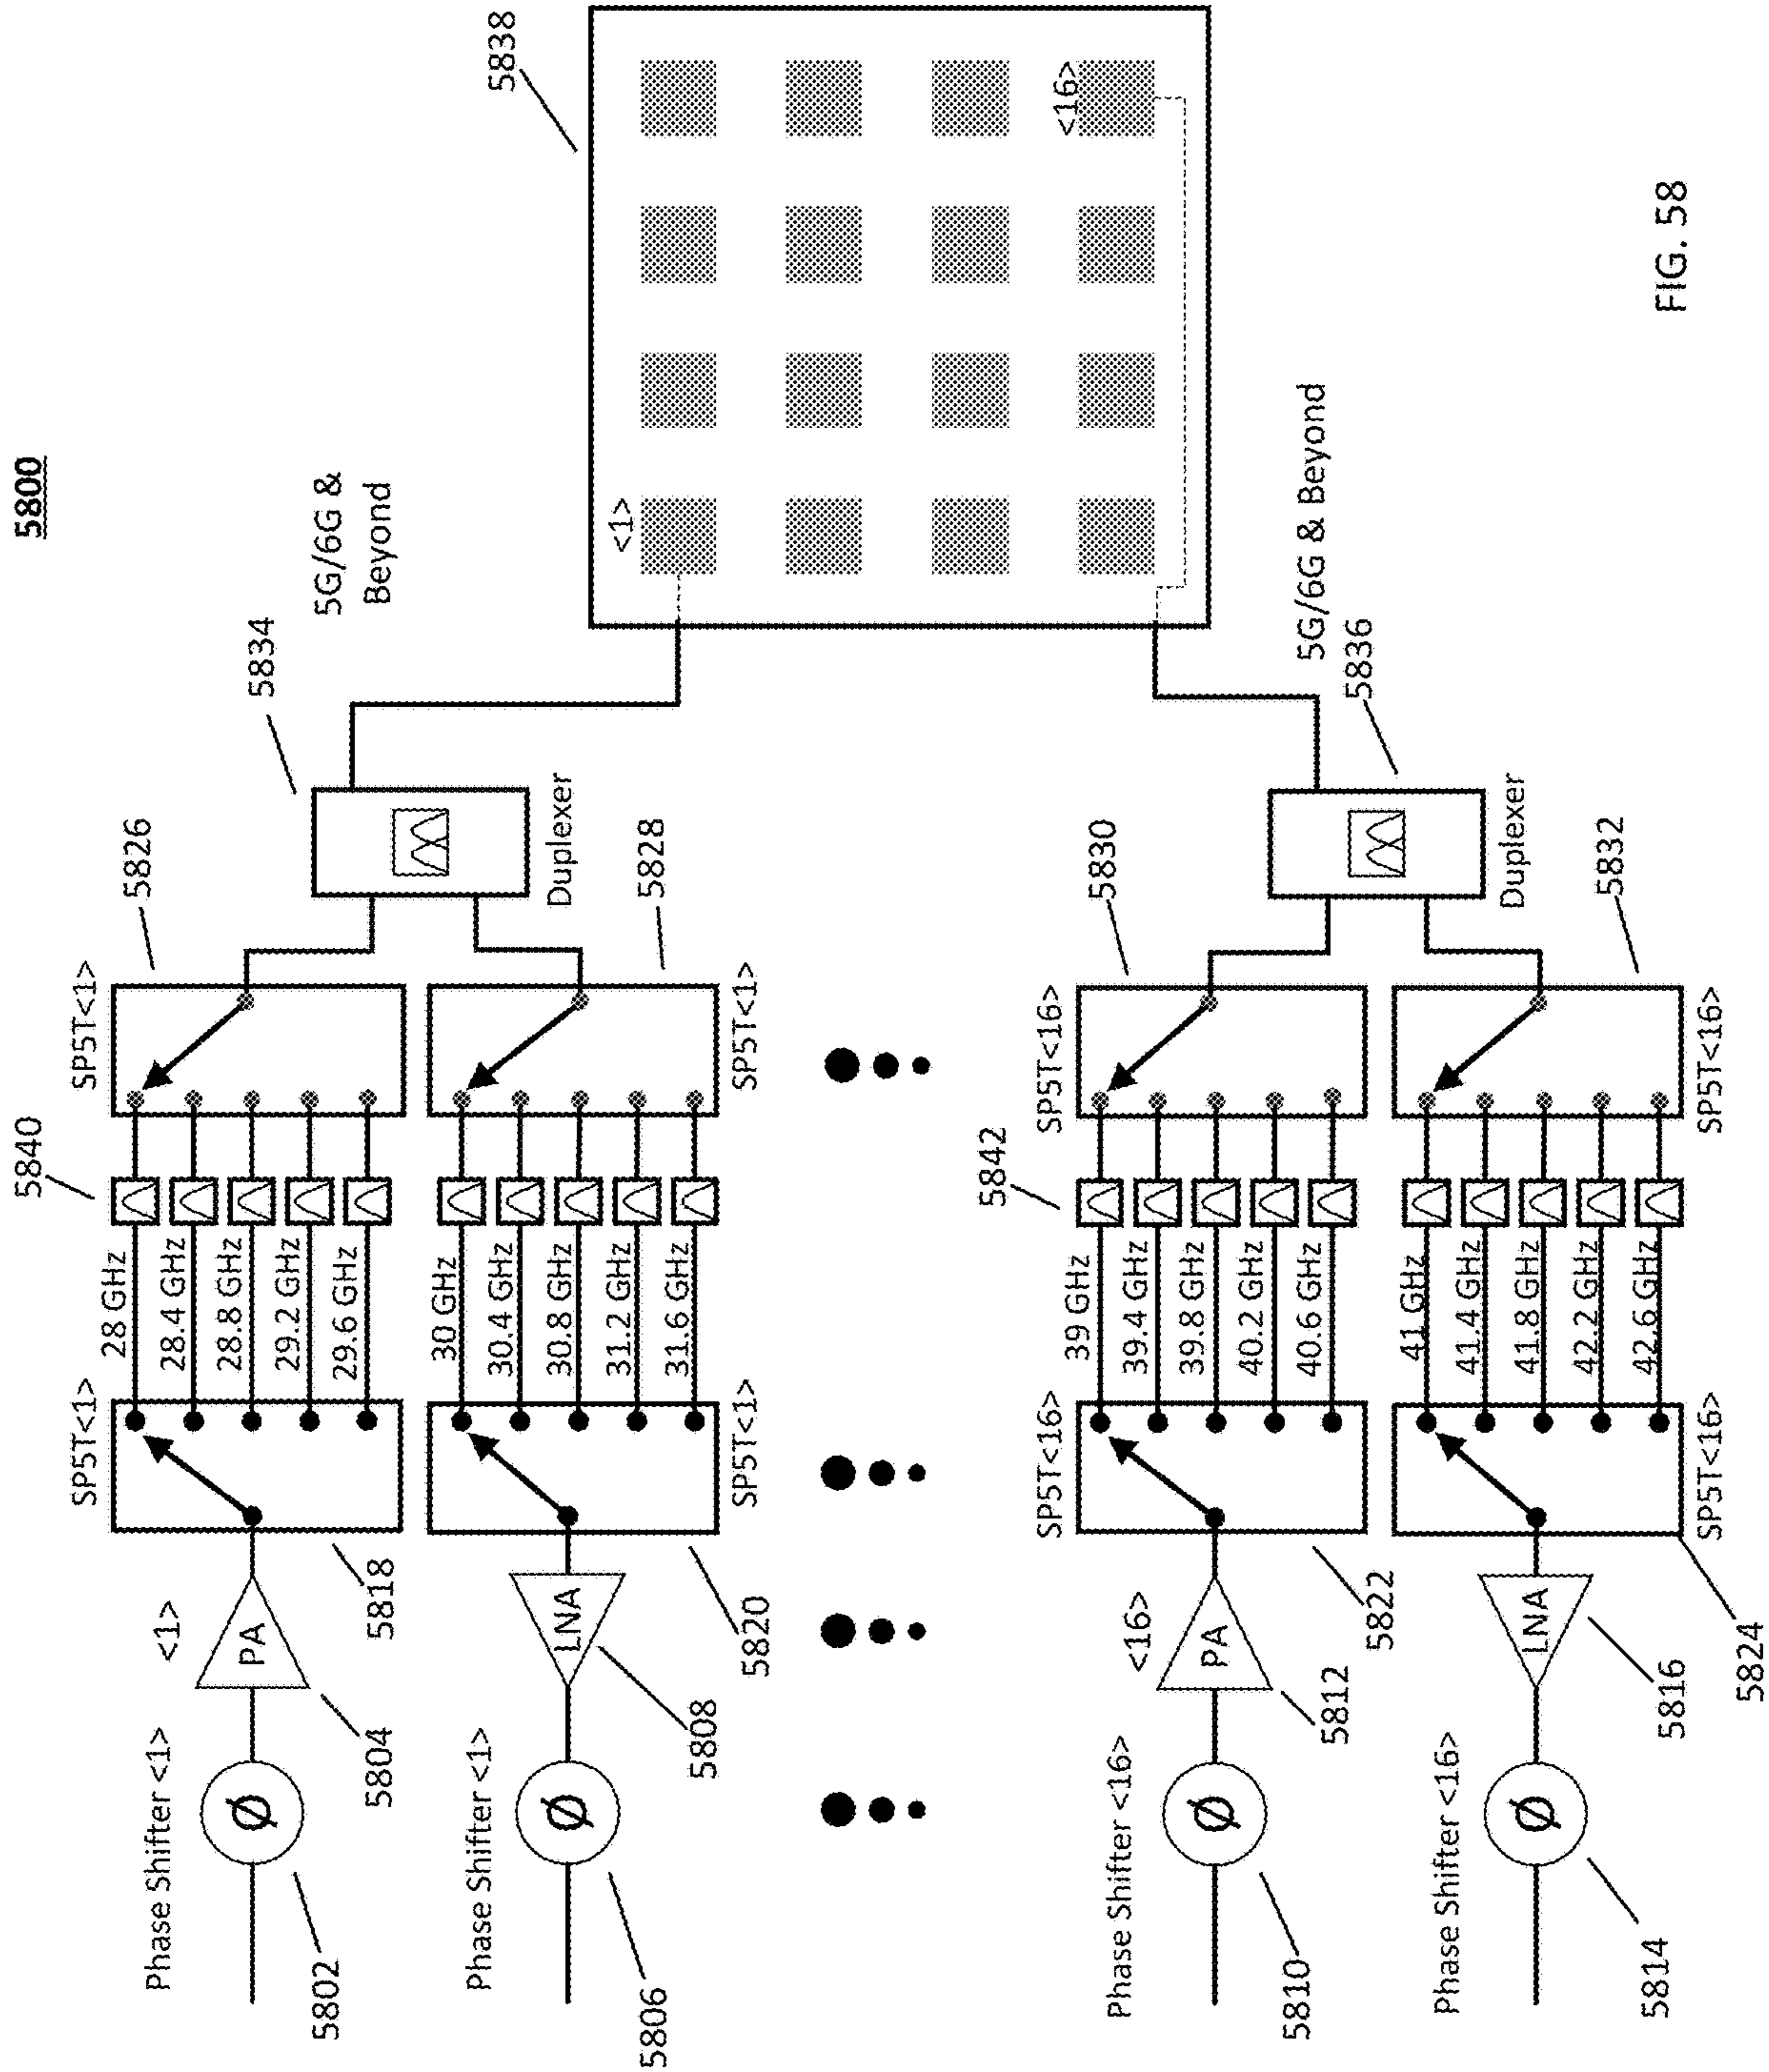 5800
Phase Shifter <1>
5802
<1>
PA
5804
SP5T<1>
5818
28 GHz
28.4 GHz
28.8 GHz
29.2 GHz
29.6 GHz
5840
SP5T<1>
5826
Phase Shifter <1>
5806
LNA
5808
SP5T<1>
5820
30 GHz
30.4 GHz
30.8 GHz
31.2 GHz
31.6 GHz
SP5T<1>
5828
Duplexer
5834
5G/6G &
Beyond
5838
<1>
<16>
Phase Shifter <16>
5810
<16>
PA
5812
SP5T<16>
5822
39 GHz
39.4 GHz
39.8 GHz
40.2 GHz
40.6 GHz
5842
SP5T<16>
5830
Phase Shifter <16>
5814
LNA
5816
SP5T<16>
5824
41 GHz
41.4 GHz
41.8 GHz
42.2 GHz
42.6 GHz
SP5T<16>
5832
Duplexer
5836
5G/6G & Beyond
FIG. 58